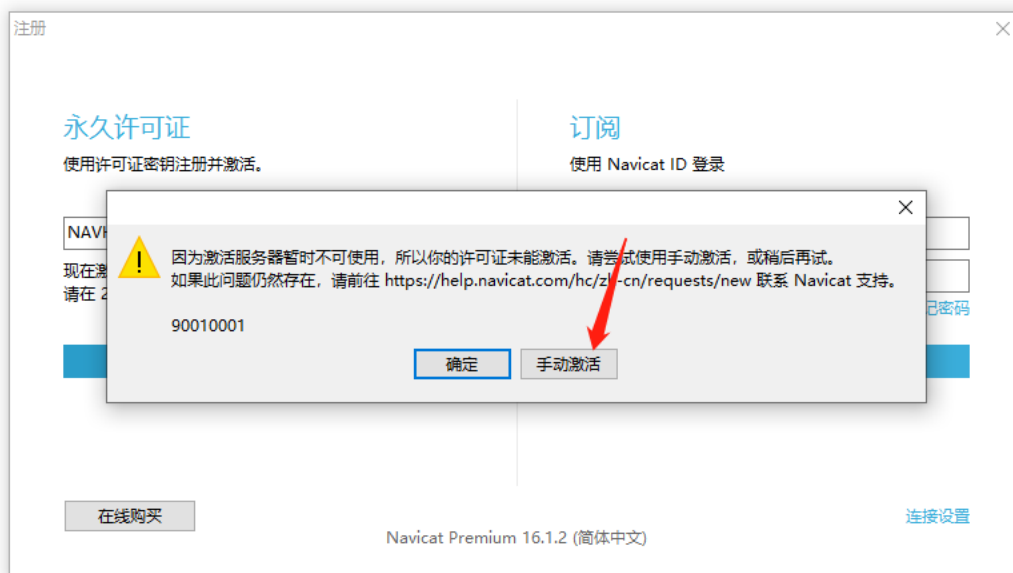 注册
永久许可证
订阅
使用许可证密钥注册并激活。
使用 Navicat ID 登录
因为激活服务器暂时不可使用，所以你的许可证未能激活。请尝试使用手动激活，或稍后再试。
如果此问题仍然存在，请前往 https://help.navicat.com/hc/zh-cn/requests/new 联系 Navicat 支持。
90010001
确定
手动激活
NAV
现在激
请在 2
记密码
在线购买
连接设置
Navicat Premium 16.1.2 (简体中文)